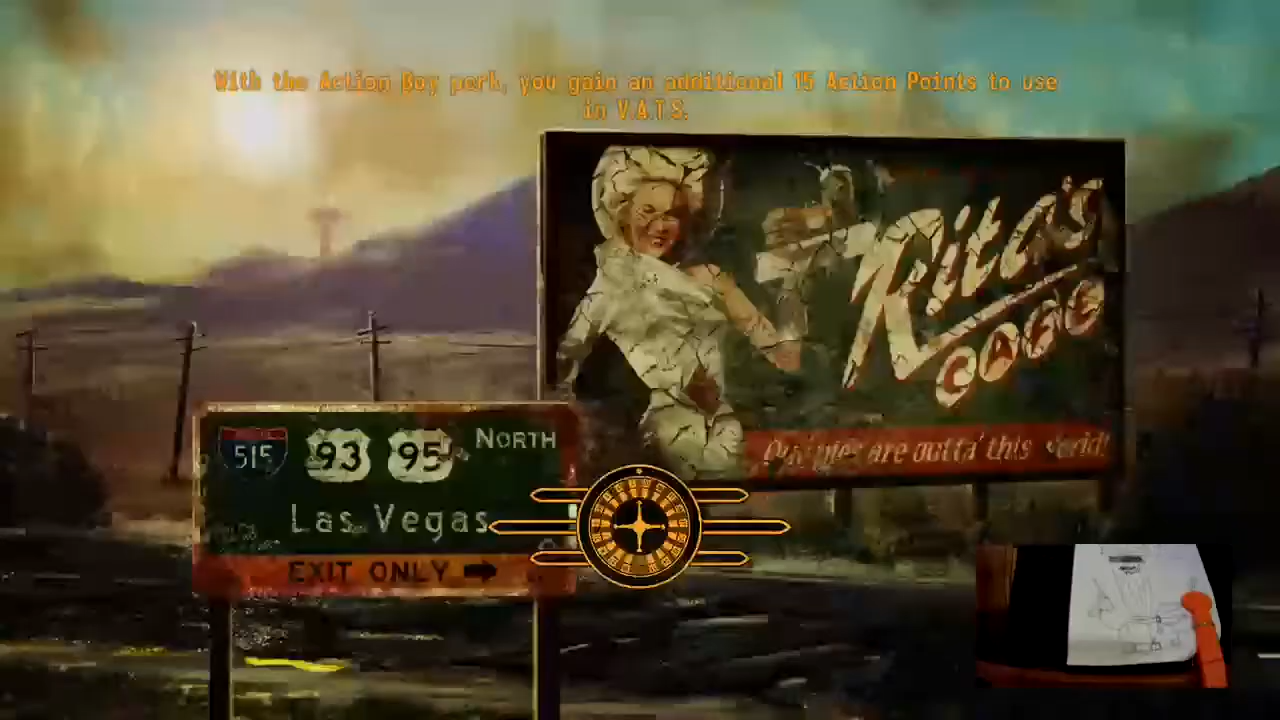 With the Action Boy perk, you gain an additional 15 Action Points to use
in V.A.T.S.
Rita's
CAFE
are outta' this world!
515 93 95 NORTH
Las Vegas
EXIT ONLY